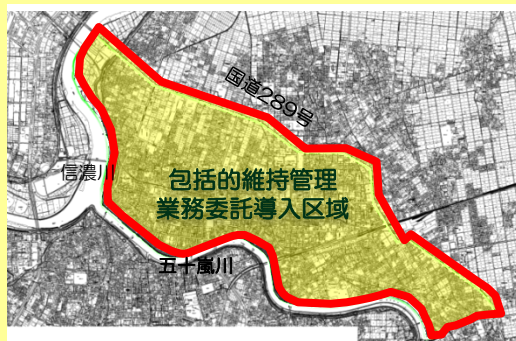 国道289号
信濃川
包括的維持管理
業務委託導入区域
五十嵐川